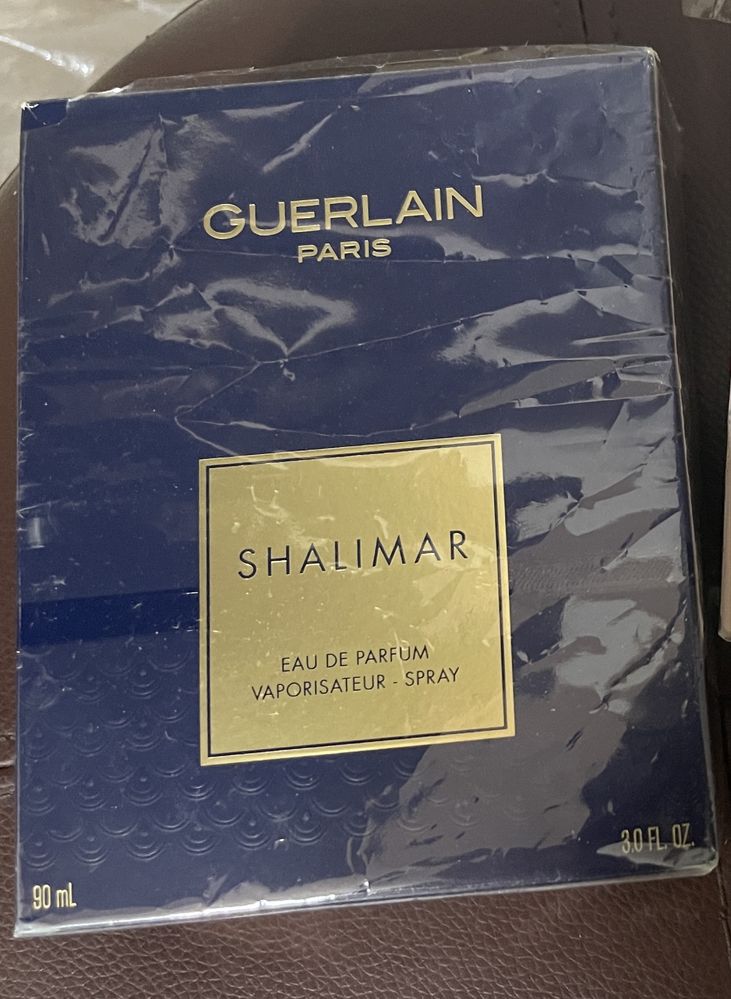 GUERLAIN
PARIS
SHALIMAR
EAU DE PARFUM
VAPORISATEUR - SPRAY
90 mL
3.0 FL. OZ.